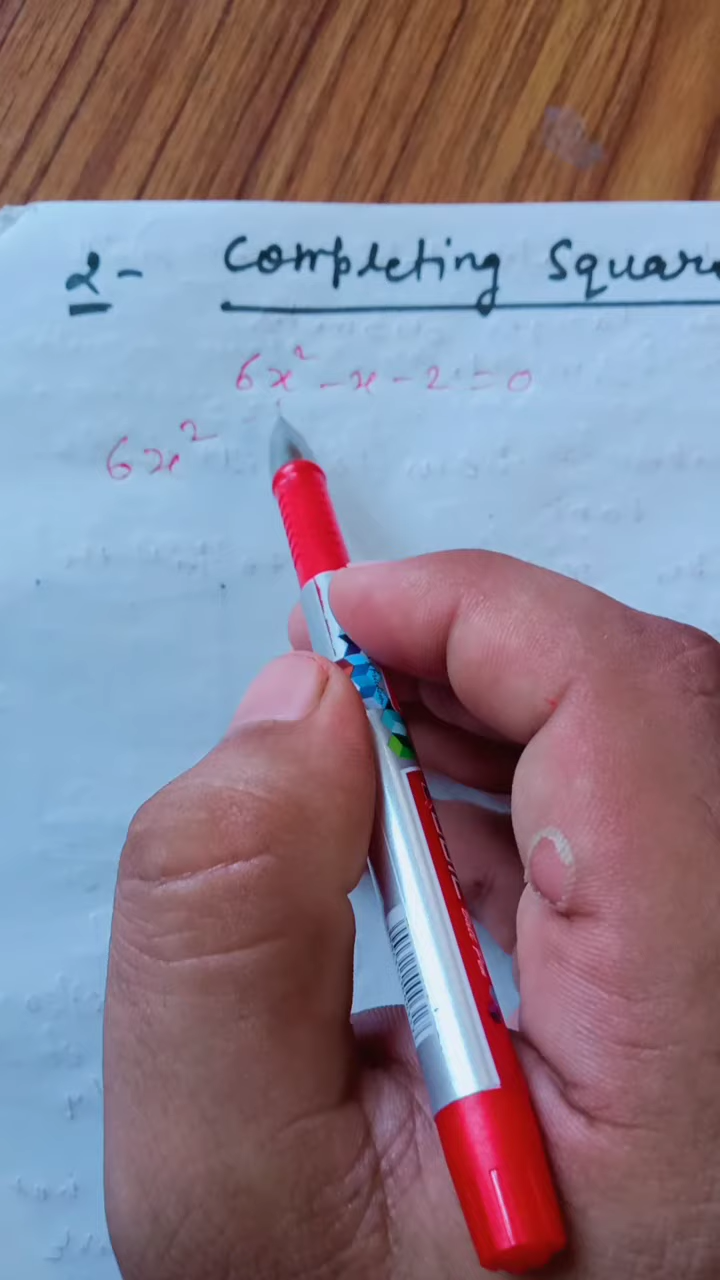 2- Completing Squar
6x² - x - 2 = 0
6x²